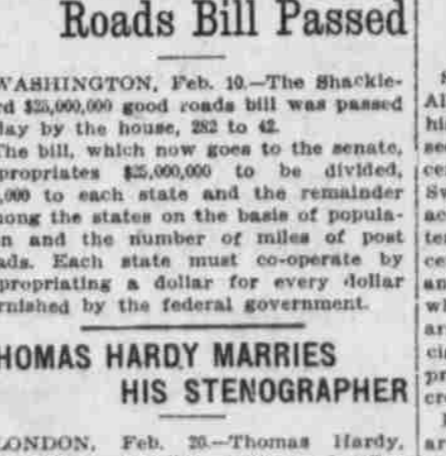 Roads Bill Passed
WASHINGTON, Feb. 10.—The Shackle-
rd $25,000,000 good roads bill was passed
day by the house, 282 to 42.
The bill, which now goes to the senate,
propriates $25,000,000 to be divided,
,000 to each state and the remainder
mong the states on the basis of popula-
on and the number of miles of post
ads. Each state must co-operate by
propriating a dollar for every dollar
rnished by the federal government.
HOMAS HARDY MARRIES
HIS STENOGRAPHER
LONDON, Feb. 20—Thomas Hardy,